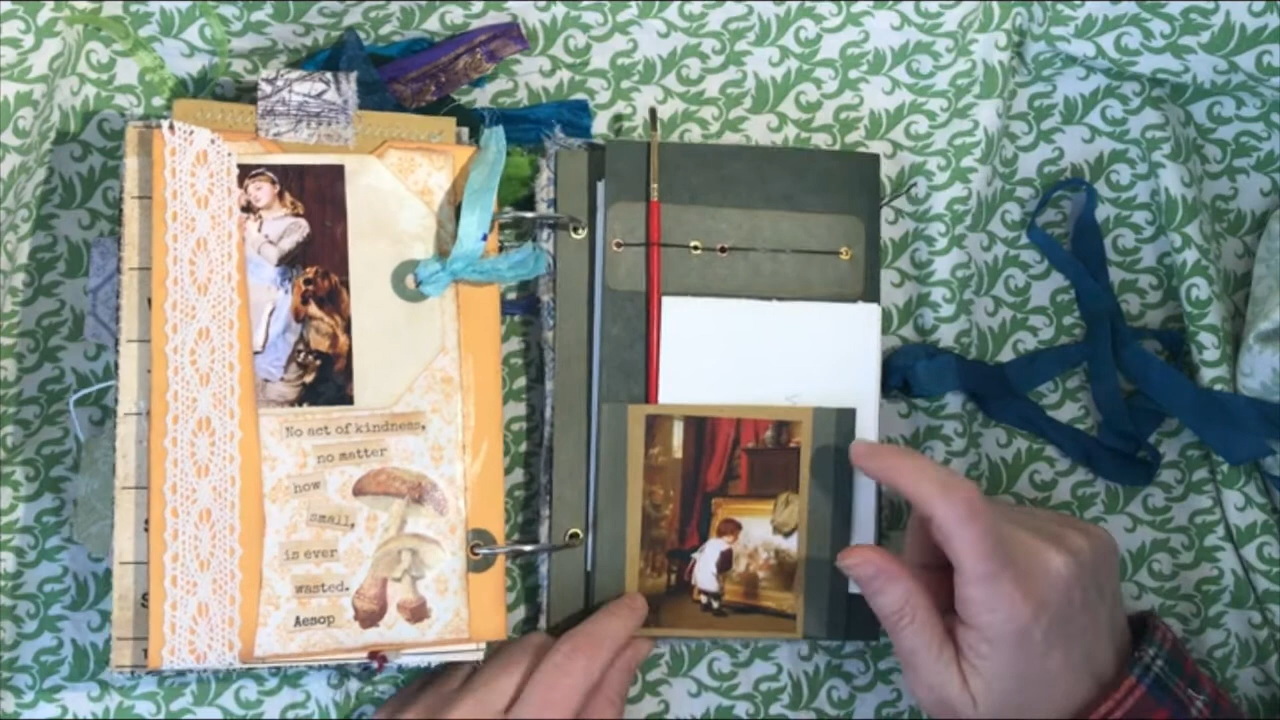 No act of kindness,
no matter
how
small,
is ever
wasted.
Aesop